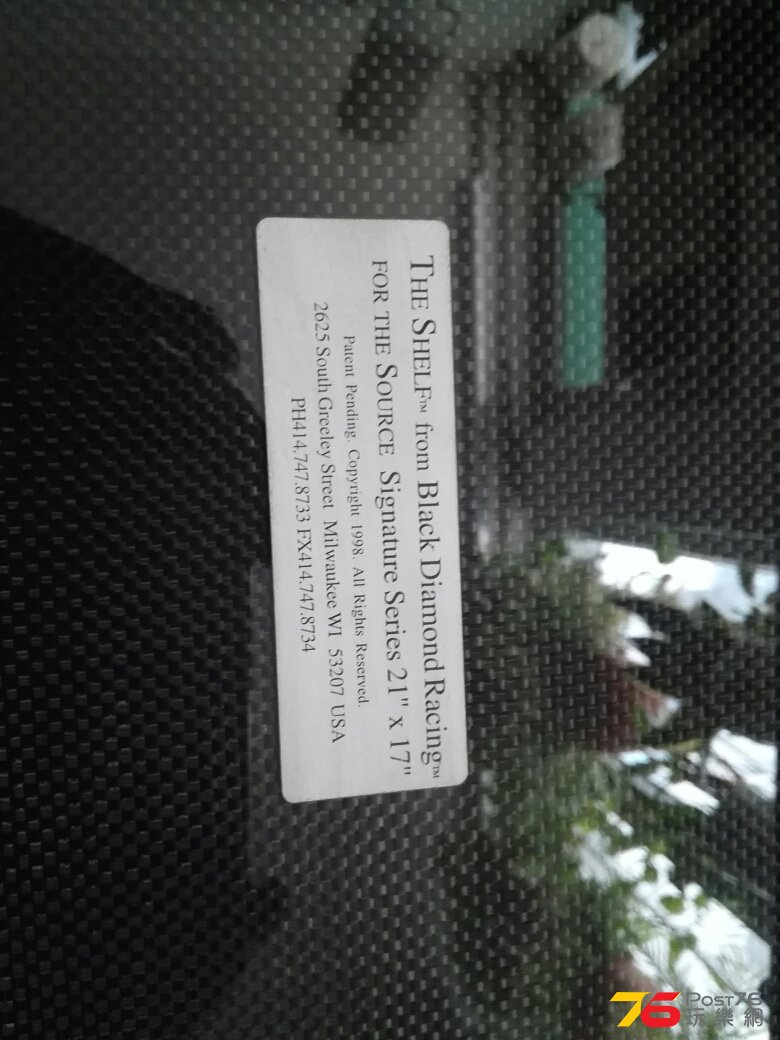 THE SHELF™ from Black Diamond Racing™
FOR THE SOURCE Signature Series 21" x 17"
Patent Pending. Copyright 1998. All Rights Reserved.
2625 South Greeley Street Milwaukee WI 53207 USA
PH414.747.8733 FX414.747.8734
76 POST76
玩樂網